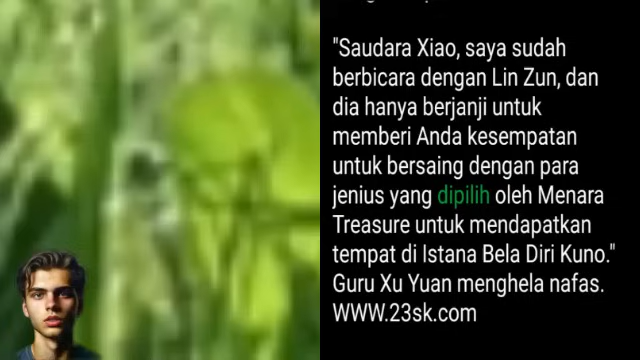 "Saudara Xiao, saya sudah
berbicara dengan Lin Zun, dan
dia hanya berjanji untuk
memberi Anda kesempatan
untuk bersaing dengan para
jenius yang dipilih oleh Menara
Treasure untuk mendapatkan
tempat di Istana Bela Diri Kuno."
Guru Xu Yuan menghela nafas.
WWW.23sk.com